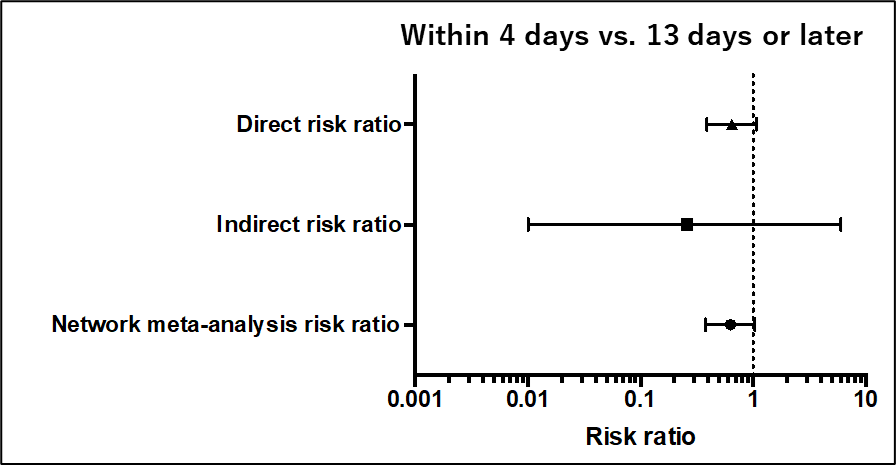 Within 4 days vs. 13 days or later
Direct risk ratio
Indirect risk ratio
Network meta-analysis risk ratio
0.001 0.01 0.1 1 10
Risk ratio